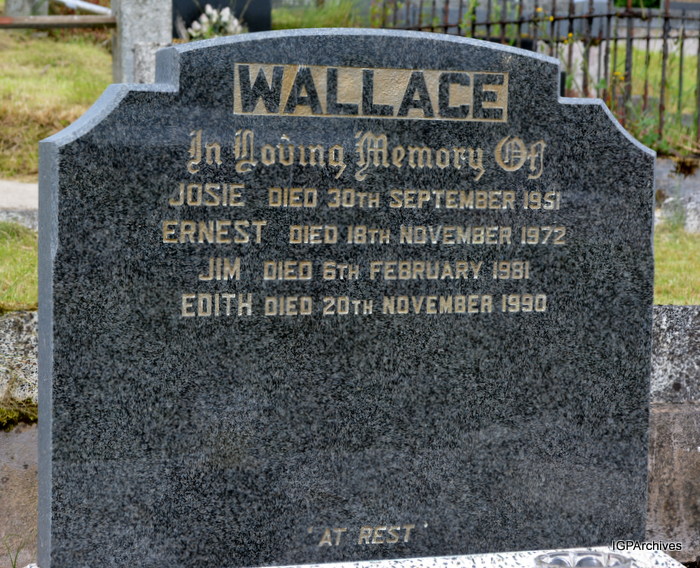 WALLACE
In Loving Memory Of
JOSIE DIED 30TH SEPTEMBER 1951
ERNEST DIED 18TH NOVEMBER 1972
JIM DIED 6TH FEBRUARY 1981
EDITH DIED 20TH NOVEMBER 1990
'AT REST'
IGPArchives